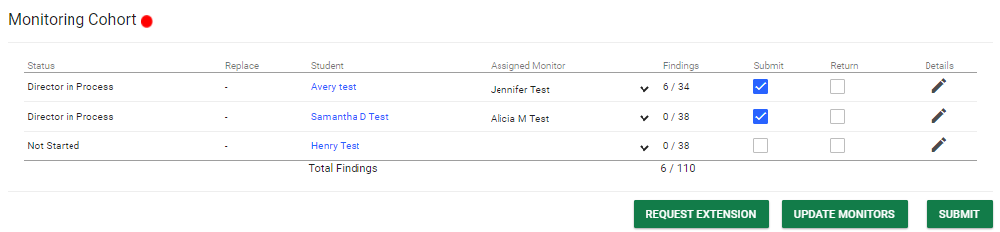 Monitoring Cohort
Status Replace Student Assigned Monitor Findings Submit Return Details
Director in Process - Avery test Jennifer Test 6 / 34
Director in Process - Samantha D Test Alicia M Test 0 / 38
Not Started - Henry Test 0 / 38
Total Findings 6 / 110
REQUEST EXTENSION UPDATE MONITORS SUBMIT